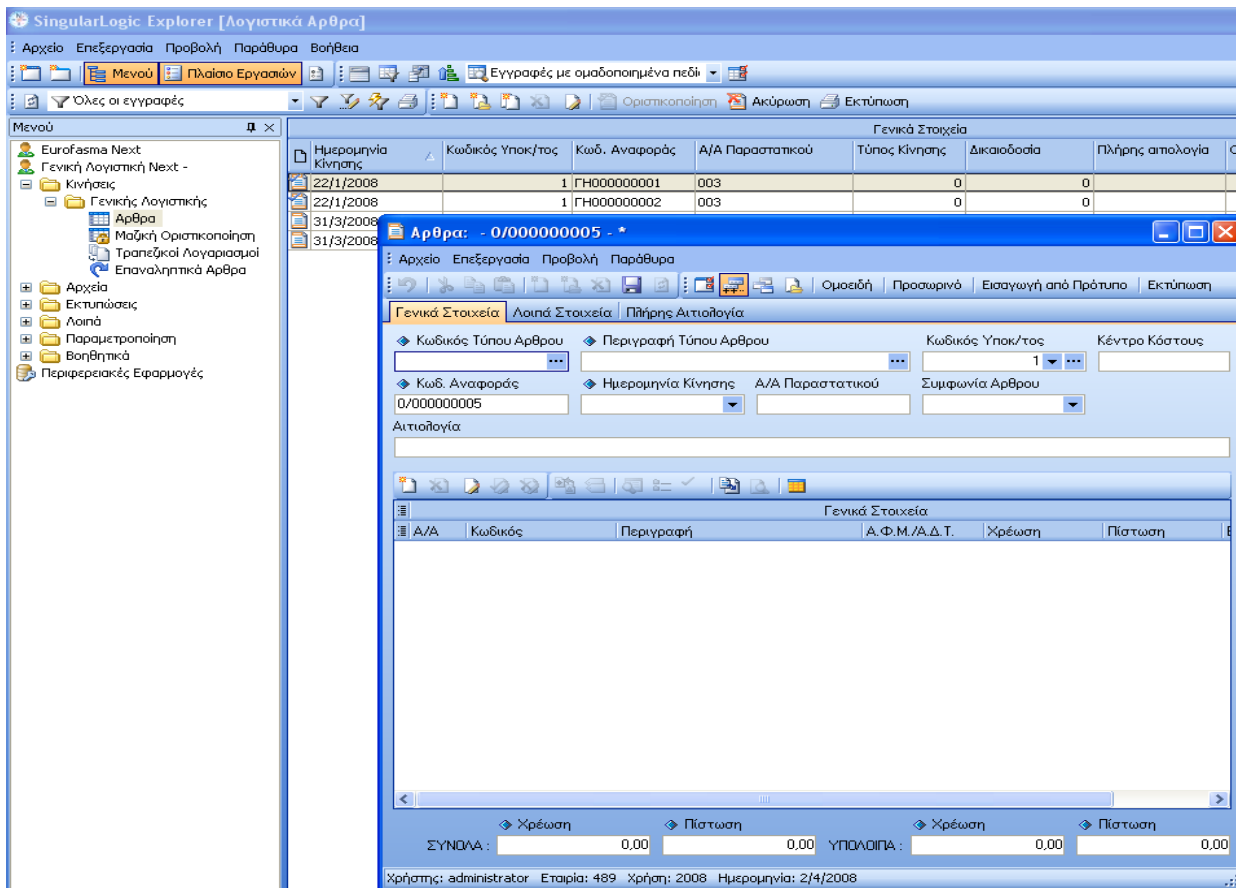 SingularLogic Explorer [Λογιστικά Αρθρα]
Αρχείο Επεξεργασία Προβολή Παράθυρα Βοήθεια
Μενού Πλαίσιο Εργασιών Εγγραφές με ομαδοποιημένα πεδί
Όλες οι εγγραφές Οριστικοποίηση Ακύρωση Εκτύπωση
Μενού
Eurofasma Next
Γενική Λογιστική Next -
Κινήσεις
Γενικής Λογιστικής
Αρθρα
Μαζική Οριστικοποίηση
Τραπεζικοί Λογαριασμοί
Επαναληπτικά Αρθρα
Αρχεία
Εκτυπώσεις
Λοιπά
Παραμετροποίηση
Βοηθητικά
Περιφερειακές Εφαρμογές
Γενικά Στοιχεία
Ημερομηνία Κίνησης Κωδικός Υποκ/τος Κωδ. Αναφοράς Α/Α Παραστατικού Τύπος Κίνησης Δικαιοδοσία Πλήρης αιτιολογία
22/1/2008 1 ΓΗ000000001 003 0 0
22/1/2008 1 ΓΗ000000002 003 0 0
31/3/2008
31/3/2008
Αρθρα: - 0/000000005 - *
Αρχείο Επεξεργασία Προβολή Παράθυρα
Ομοειδή Προσωρινό Εισαγωγή από Πρότυπο Εκτύπωση
Γενικά Στοιχεία Λοιπά Στοιχεία Πλήρης Αιτιολογία
Κωδικός Τύπου Αρθρου Περιγραφή Τύπου Αρθρου Κωδικός Υποκ/τος Κέντρο Κόστους
1
Κωδ. Αναφοράς Ημερομηνία Κίνησης Α/Α Παραστατικού Συμφωνία Αρθρου
0/000000005
Αιτιολογία
Γενικά Στοιχεία
Α/Α Κωδικός Περιγραφή Α.Φ.Μ./Α.Δ.Τ. Χρέωση Πίστωση
Χρέωση Πίστωση Χρέωση Πίστωση
ΣΥΝΟΛΑ : 0,00 0,00 ΥΠΟΛΟΙΠΑ : 0,00 0,00
Χρήστης: administrator Εταιρία: 489 Χρήση: 2008 Ημερομηνία: 2/4/2008